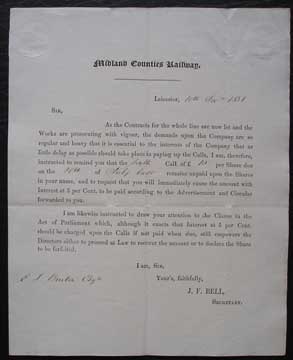 Midland Counties Railway.
Leicester, 10th 1838
SIR,
As the Contracts for the whole line are now let and the
Works are prosecuting with vigour, the demands upon the Company are so
regular and heavy that it is essential to the interests of the Company that as
little delay as possible should take place in paying up the Calls, I am, therefore,
instructed to remind you that the Call of £ per Share due
on the 10th of July last remains unpaid upon the Shares
in your name, and to request that you will immediately cause the amount with
Interest at 5 per Cent. to be paid according to the Advertisement and Circular
forwarded to you.
I am likewise instructed to draw your attention to the Clause in the
Act of Parliament which, although it exacts that Interest at 5 per Cent.
should be charged upon the Calls if not paid when due, still empowers the
Directors either to proceed at Law to recover the amount or to declare the Share
to be forfeited.
I am, SIR,
Your's, faithfully,
J. F. BELL,
SECRETARY.
Esqre